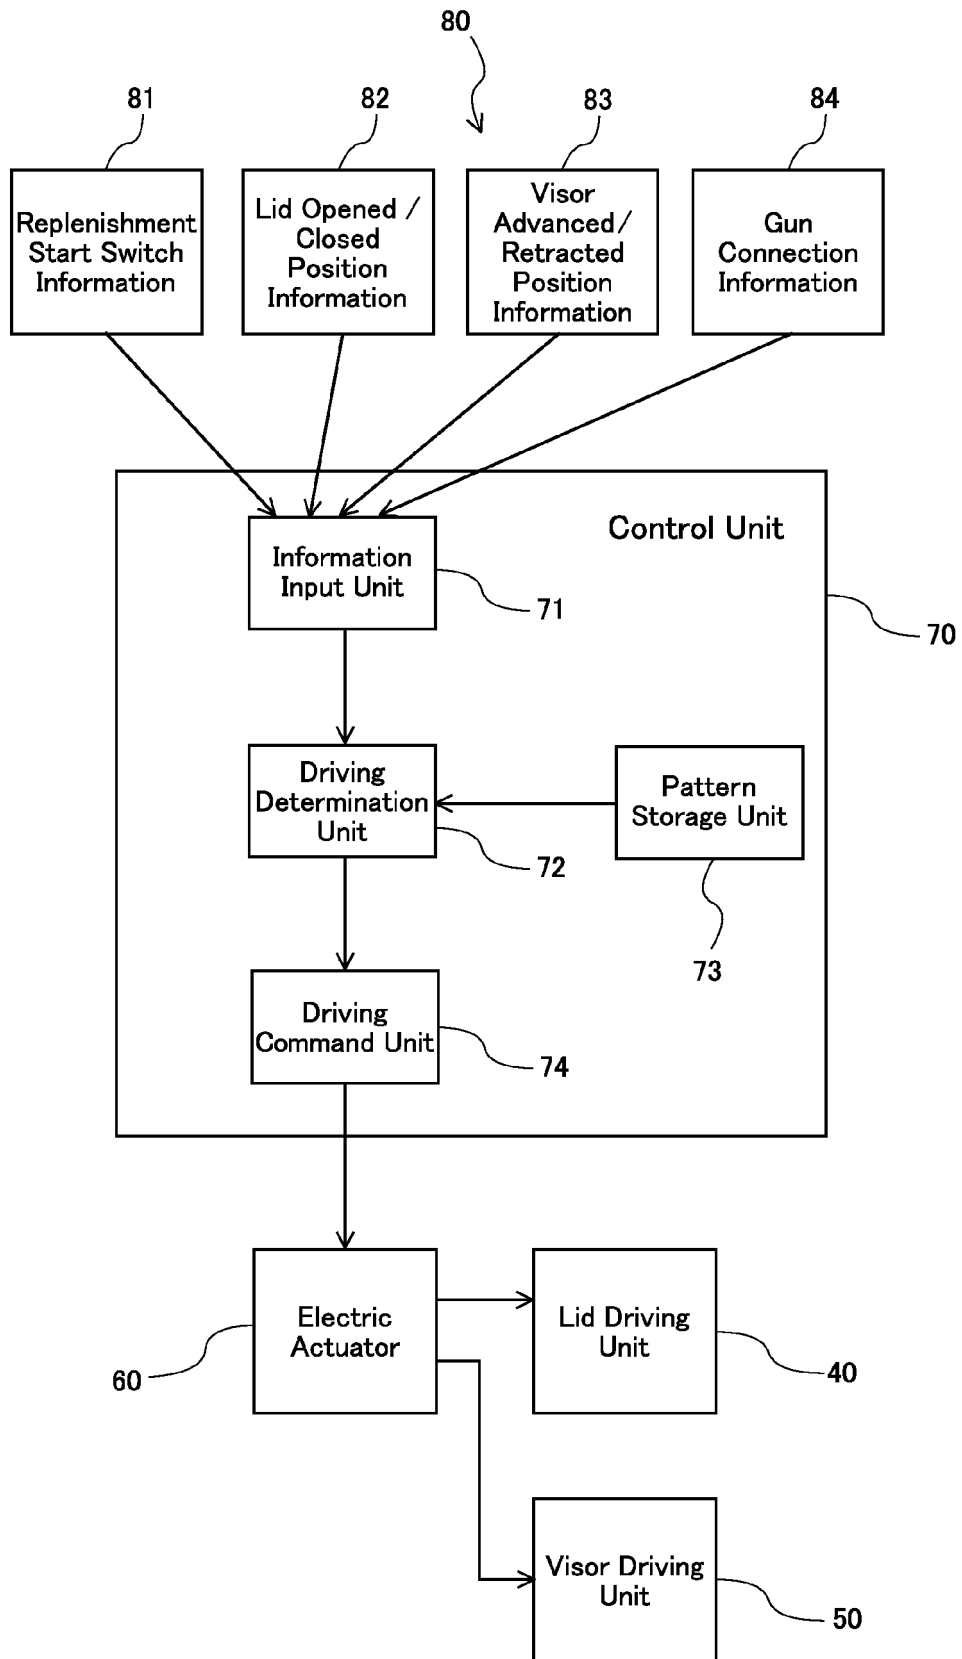 80
81
82
83
84
Replenishment
Start Switch
Information
Lid Opened /
Closed
Position
Information
Visor
Advanced/
Retracted
Position
Information
Gun
Connection
Information
Control Unit
Information
Input Unit
71
70
Driving
Determination
Unit
72
Pattern
Storage Unit
73
Driving
Command Unit
74
Electric
Actuator
60
Lid Driving
Unit
40
Visor Driving
Unit
50